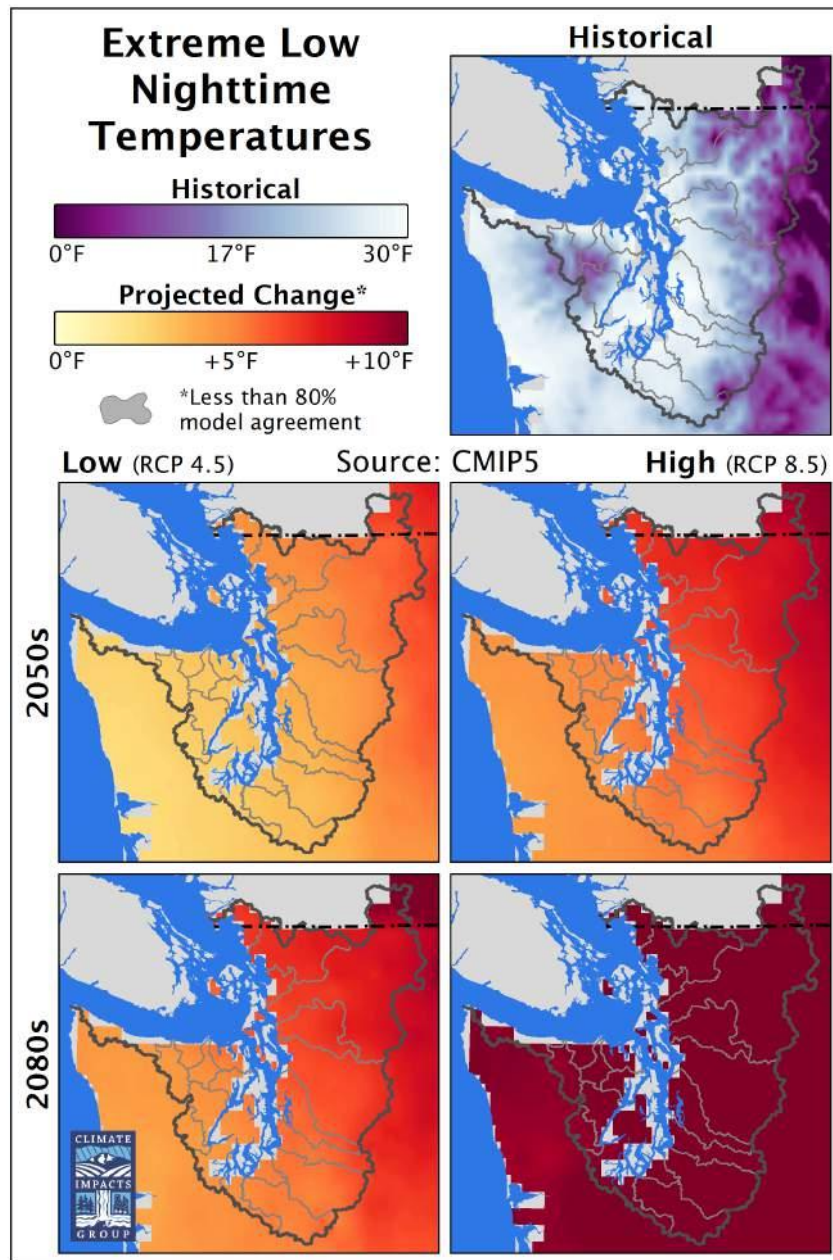 Extreme Low
Nighttime
Temperatures
Historical
0°F 17°F 30°F
Projected Change*
0°F +5°F +10°F
*Less than 80%
model agreement
Historical
Low (RCP 4.5) Source: CMIP5 High (RCP 8.5)
2050s
2080s
CLIMATE
IMPACTS
GROUP